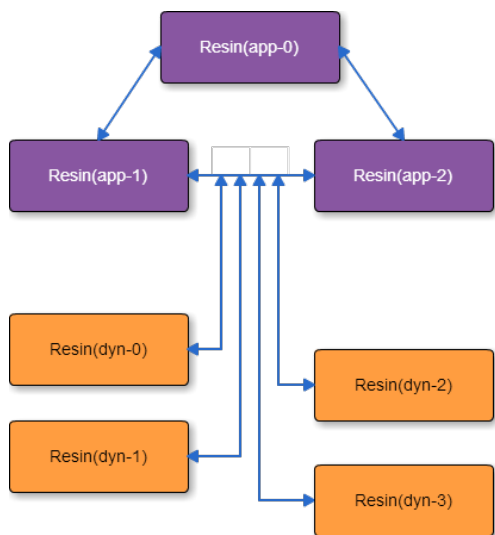 Resin(app-0)
Resin(app-1)
Resin(app-2)
Resin(dyn-0)
Resin(dyn-2)
Resin(dyn-1)
Resin(dyn-3)